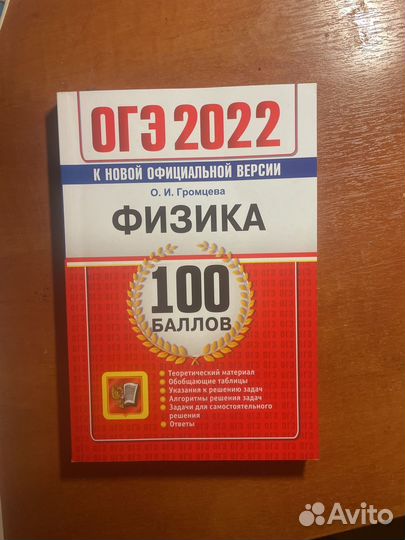 ОГЭ 2022
К НОВОЙ ОФИЦИАЛЬНОЙ ВЕРСИИ
О. И. Громцева
ФИЗИКА
100
БАЛЛОВ
• Теоретический материал
• Обобщающие таблицы
• Указания к решению задач
• Алгоритмы решения задач
• Задачи для самостоятельного
решения
• Ответы
Avito